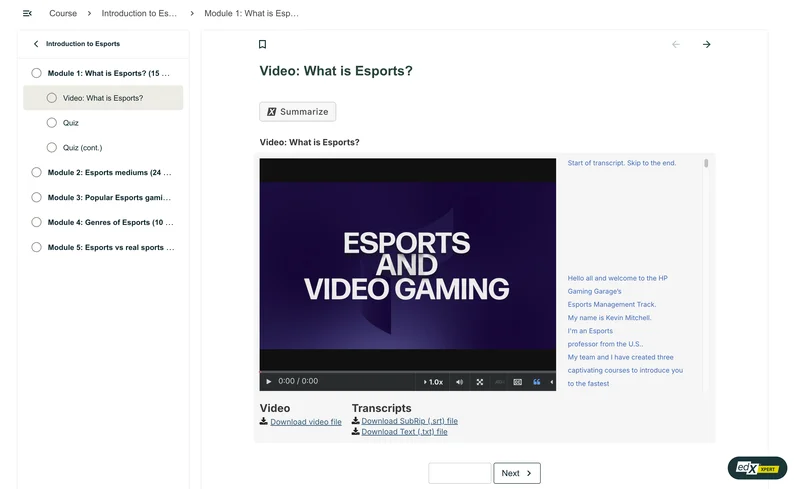 Course
Introduction to Es...
Module 1: What is Esp...
Introduction to Esports
Module 1: What is Esports? (15 ...
Video: What is Esports?
Quiz
Quiz (cont.)
Module 2: Esports mediums (24 ...
Module 3: Popular Esports gami...
Module 4: Genres of Esports (10 ...
Module 5: Esports vs real sports ...
Video: What is Esports?
Summarize
Video: What is Esports?
ESPORTS
AND
VIDEO GAMING
0:00 / 0:00
1.0x
Start of transcript. Skip to the end.
Hello all and welcome to the HP
Gaming Garage's
Esports Management Track.
My name is Kevin Mitchell.
I'm an Esports
professor from the U.S..
My team and I have created three
captivating courses to introduce you
to the fastest
Video
Download video file
Transcripts
Download SubRip (.srt) file
Download Text (.txt) file
Next
edX XPERT